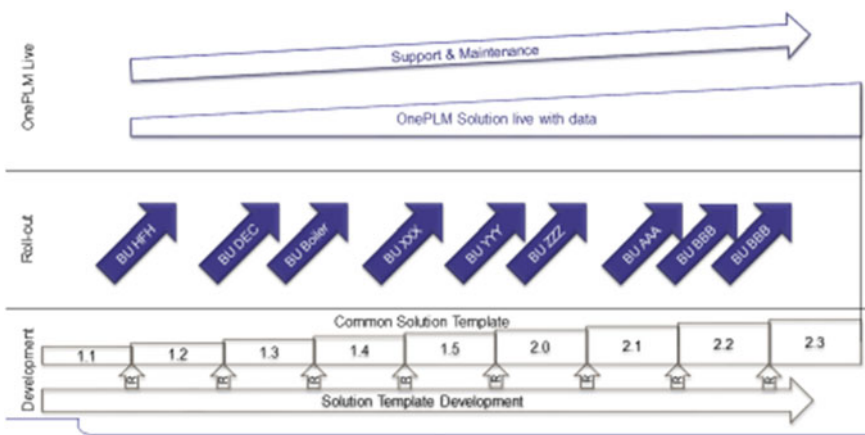 OnePLM Live
Support & Maintenance
OnePLM Solution live with data
Roll-out
BU HFH
BU DEC
BU Boiler
BU XXX
BU YYY
BU ZZZ
BU AAA
BU BBB
BU BBB
Development
Common Solution Template
1.1
1.2
1.3
1.4
1.5
2.0
2.1
2.2
2.3
R
R
R
R
R
R
R
R
Solution Template Development